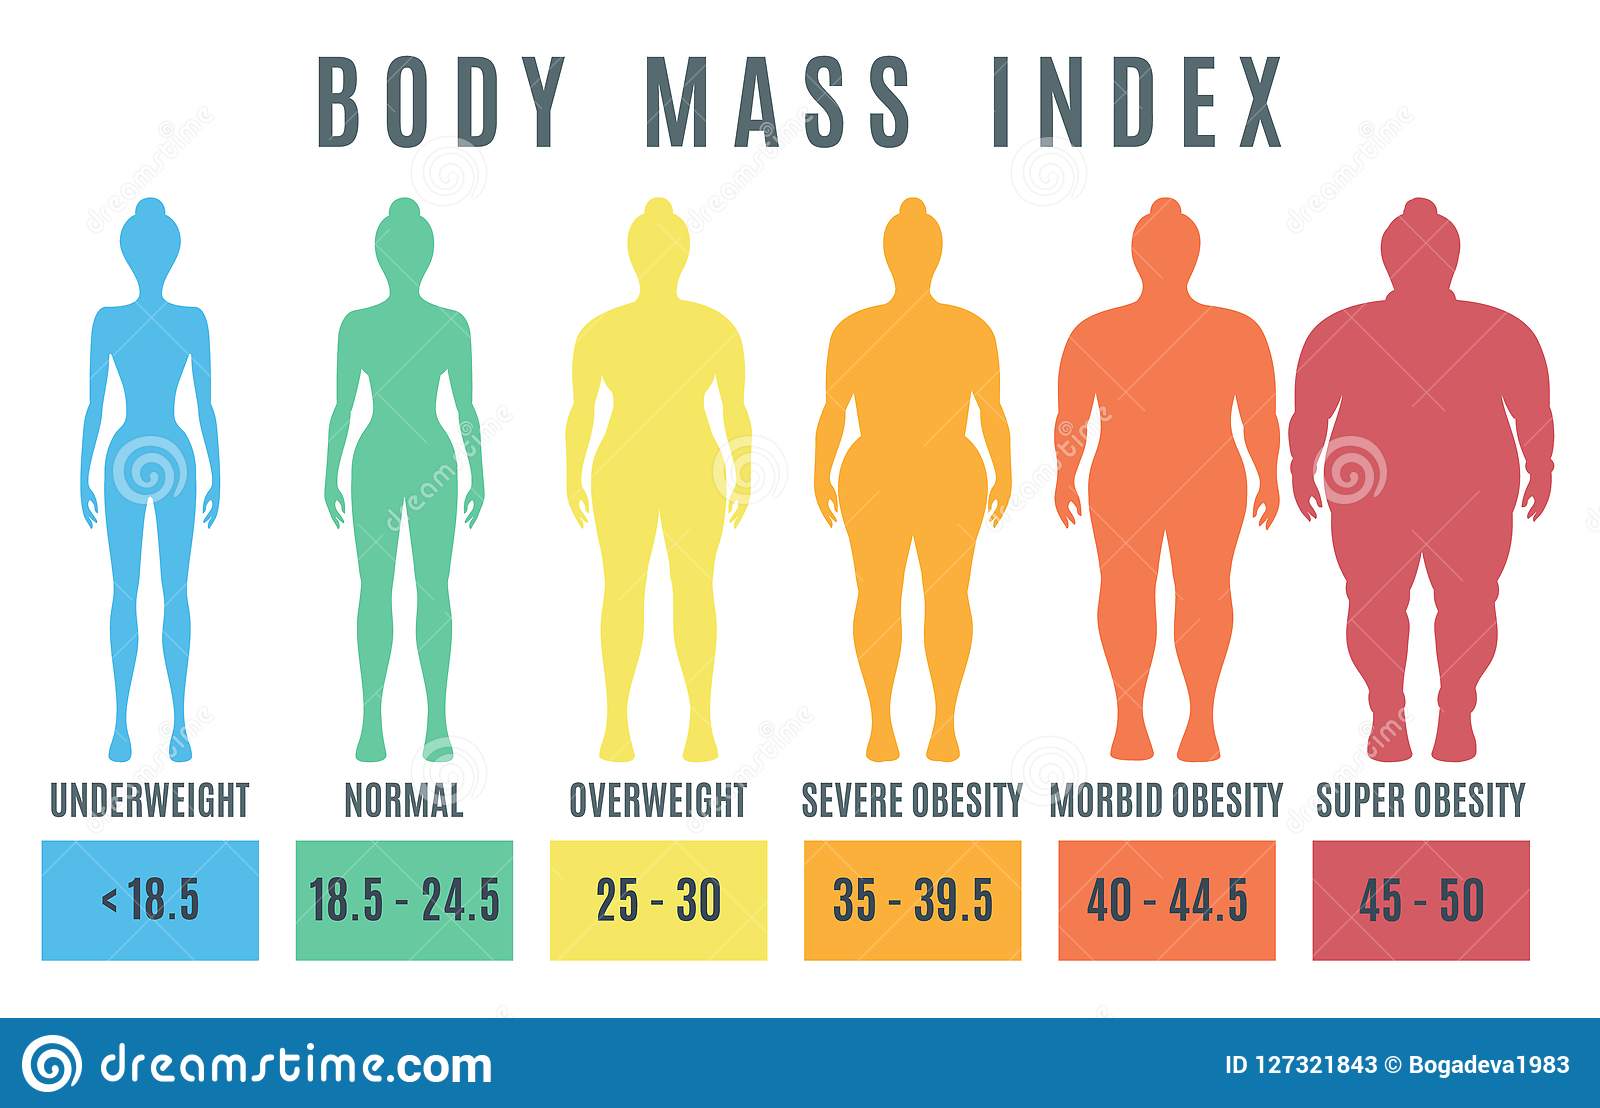 BODY MASS INDEX
UNDERWEIGHT NORMAL OVERWEIGHT SEVERE OBESITY MORBID OBESITY SUPER OBESITY
< 18.5 18.5 - 24.5 25 - 30 35 - 39.5 40 - 44.5 45 - 50
dreamstime.com ID 127321843 © Bogadeva1983